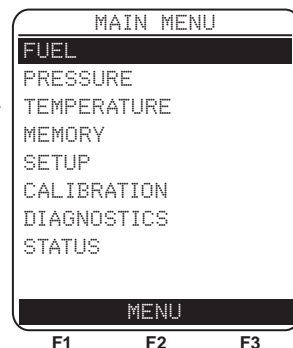 MAIN MENU
FUEL
PRESSURE
TEMPERATURE
MEMORY
SETUP
CALIBRATION
DIAGNOSTICS
STATUS
MENU
F1 F2 F3